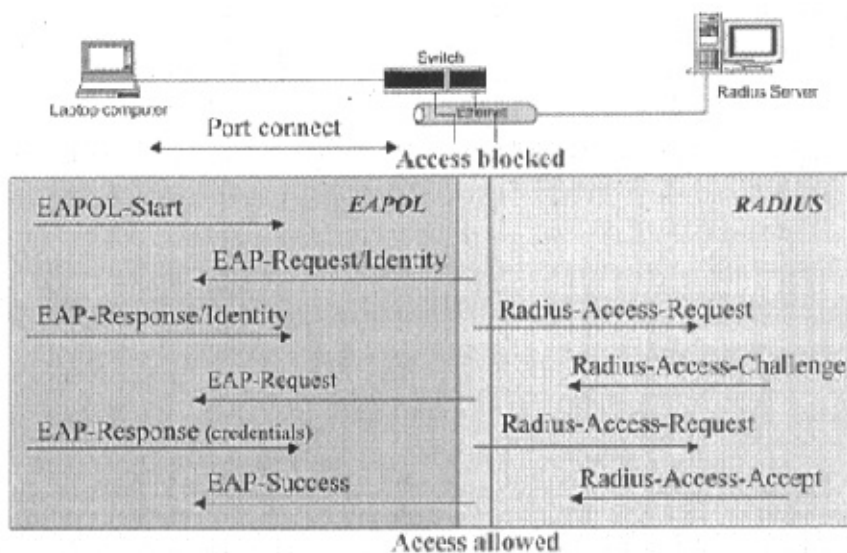 Switch
Laptop computer
Radius Server
Ethernet
Port connect
Access blocked
EAPOL-Start
EAPOL
RADIUS
EAP-Request/Identity
EAP-Response/Identity
Radius-Access-Request
EAP-Request
Radius-Access-Challenge
EAP-Response (credentials)
Radius-Access-Request
EAP-Success
Radius-Access-Accept
Access allowed